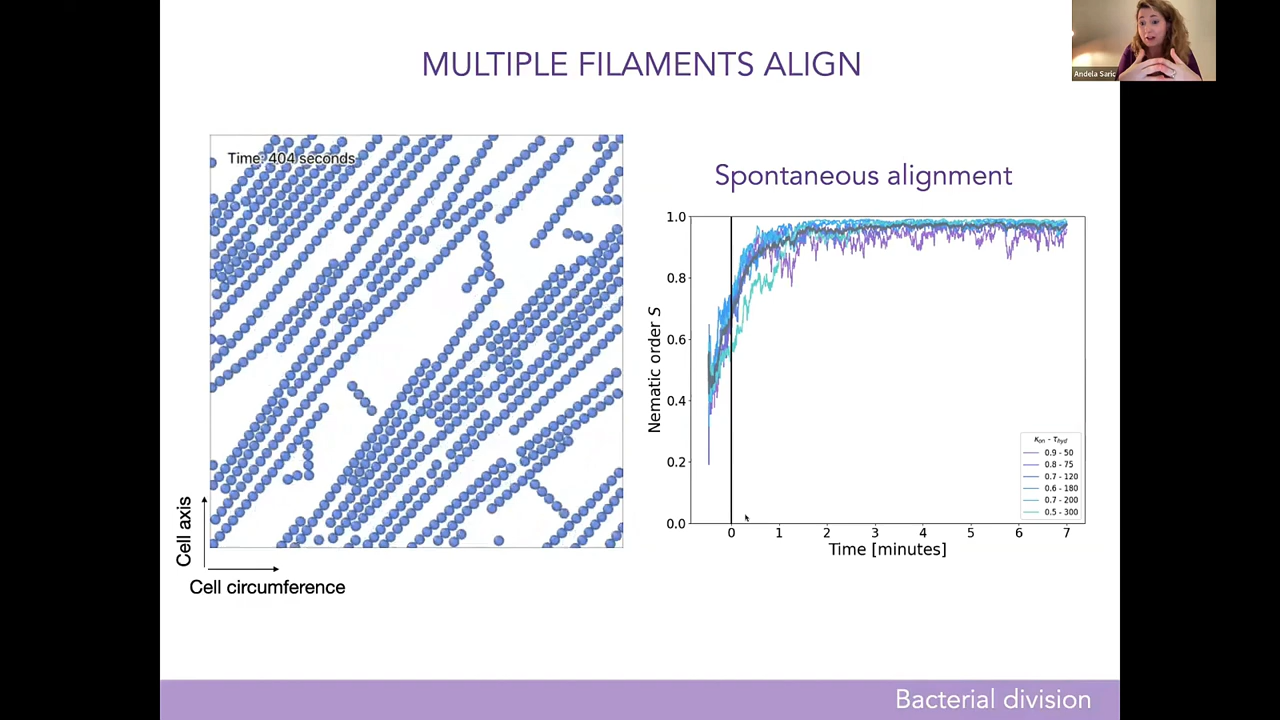 MULTIPLE FILAMENTS ALIGN
Andela Saric
Time: 404 seconds
Spontaneous alignment
Nematic order S
1.0
0.8
0.6
0.4
0.2
0.0
κon - τhyd
0.9 - 50
0.8 - 75
0.7 - 120
0.6 - 180
0.7 - 200
0.5 - 300
0 1 2 3 4 5 6 7
Time [minutes]
Cell axis
Cell circumference
Bacterial division